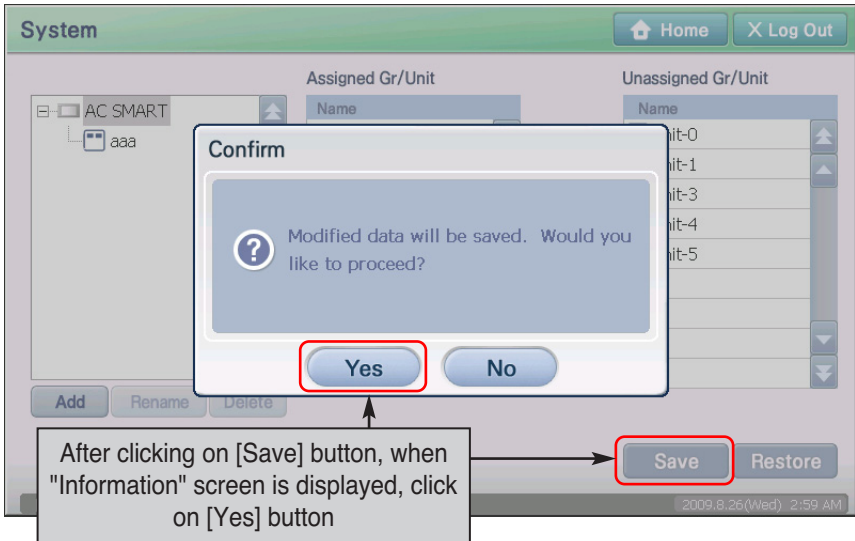 System
Home
X Log Out
Assigned Gr/Unit
Unassigned Gr/Unit
AC SMART
aaa
Name
Name
nit-0
nit-1
nit-3
nit-4
nit-5
Confirm
Modified data will be saved. Would you
like to proceed?
Yes
No
Add
Rename
Delete
After clicking on [Save] button, when
"Information" screen is displayed, click
on [Yes] button
Save
Restore
2009.8.26(Wed) 2:59 AM